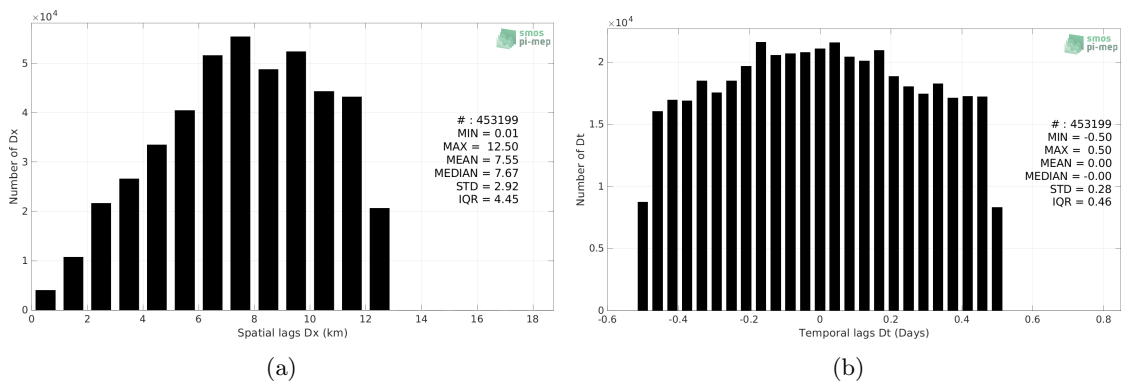 ×10⁴
smos
pi-mep
5
4
3
2
1
0
Number of Dx
# : 453199
MIN = 0.01
MAX = 12.50
MEAN = 7.55
MEDIAN = 7.67
STD = 2.92
IQR = 4.45
0 2 4 6 8 10 12 14 16 18
Spatial lags Dx (km)
(a)
×10⁴
smos
pi-mep
2
1.5
1
0.5
0
Number of Dt
# : 453199
MIN = -0.50
MAX = 0.50
MEAN = 0.00
MEDIAN = -0.00
STD = 0.28
IQR = 0.46
-0.6 -0.4 -0.2 0 0.2 0.4 0.6 0.8
Temporal lags Dt (Days)
(b)